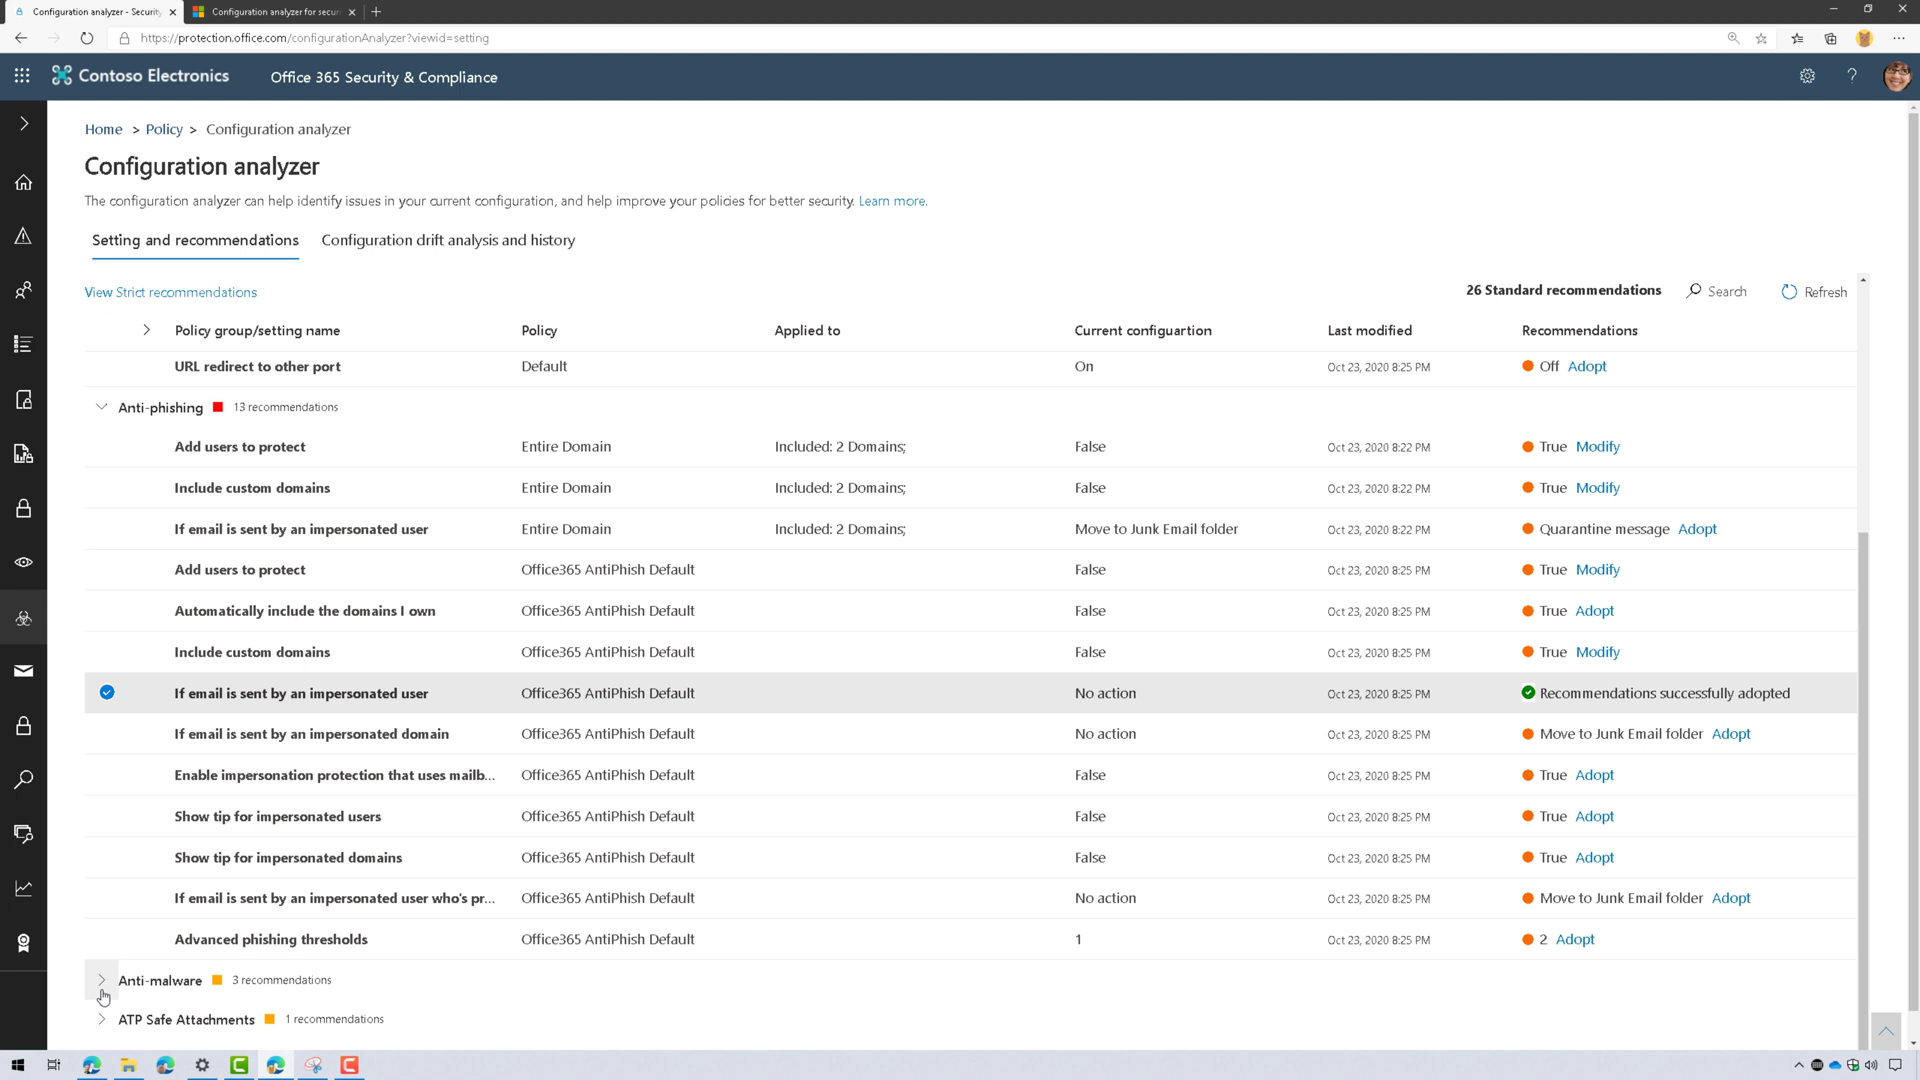 Configuration analyzer - Security
Configuration analyzer for secur
https://protection.office.com/configurationAnalyzer?viewid=setting
Contoso Electronics
Office 365 Security & Compliance
Home > Policy > Configuration analyzer
Configuration analyzer
The configuration analyzer can help identify issues in your current configuration, and help improve your policies for better security. Learn more.
Setting and recommendations Configuration drift analysis and history
View Strict recommendations 26 Standard recommendations Search Refresh
Policy group/setting name Policy Applied to Current configuartion Last modified Recommendations
URL redirect to other port Default On Oct 23, 2020 8:25 PM Off Adopt
Anti-phishing 13 recommendations
Add users to protect Entire Domain Included: 2 Domains; False Oct 23, 2020 8:22 PM True Modify
Include custom domains Entire Domain Included: 2 Domains; False Oct 23, 2020 8:22 PM True Modify
If email is sent by an impersonated user Entire Domain Included: 2 Domains; Move to Junk Email folder Oct 23, 2020 8:22 PM Quarantine message Adopt
Add users to protect Office365 AntiPhish Default False Oct 23, 2020 8:25 PM True Modify
Automatically include the domains I own Office365 AntiPhish Default False Oct 23, 2020 8:25 PM True Adopt
Include custom domains Office365 AntiPhish Default False Oct 23, 2020 8:25 PM True Modify
If email is sent by an impersonated user Office365 AntiPhish Default No action Oct 23, 2020 8:25 PM Recommendations successfully adopted
If email is sent by an impersonated domain Office365 AntiPhish Default No action Oct 23, 2020 8:25 PM Move to Junk Email folder Adopt
Enable impersonation protection that uses mailb... Office365 AntiPhish Default False Oct 23, 2020 8:25 PM True Adopt
Show tip for impersonated users Office365 AntiPhish Default False Oct 23, 2020 8:25 PM True Adopt
Show tip for impersonated domains Office365 AntiPhish Default False Oct 23, 2020 8:25 PM True Adopt
If email is sent by an impersonated user who's pr... Office365 AntiPhish Default No action Oct 23, 2020 8:25 PM Move to Junk Email folder Adopt
Advanced phishing thresholds Office365 AntiPhish Default 1 Oct 23, 2020 8:25 PM 2 Adopt
Anti-malware 3 recommendations
ATP Safe Attachments 1 recommendations